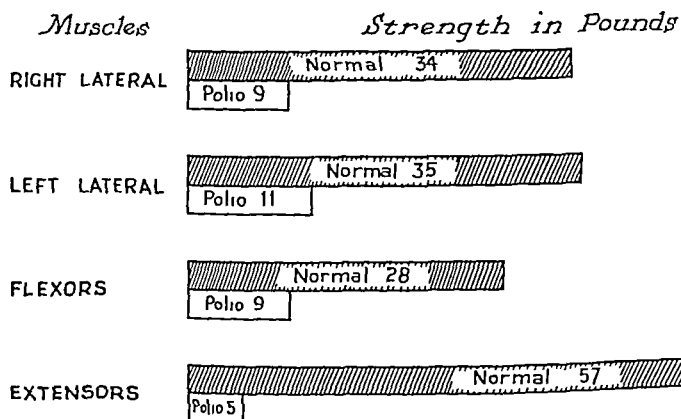 Muscles Strength in Pounds
Normal 34
RIGHT LATERAL
Polio 9
Normal 35
LEFT LATERAL
Polio 11
Normal 28
FLEXORS
Polio 9
Normal 57
EXTENSORS
Polio 5